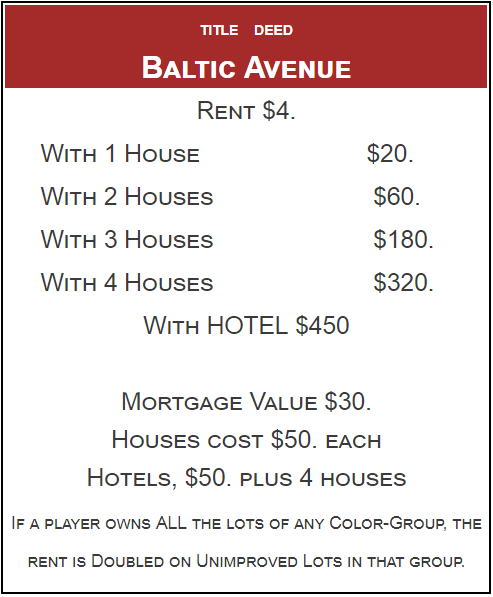 TITLE DEED
BALTIC AVENUE
RENT $4.
WITH 1 HOUSE $20.
WITH 2 HOUSES $60.
WITH 3 HOUSES $180.
WITH 4 HOUSES $320.
WITH HOTEL $450
MORTGAGE VALUE $30.
HOUSES COST $50. EACH
HOTELS, $50. PLUS 4 HOUSES
IF A PLAYER OWNS ALL THE LOTS OF ANY COLOR-GROUP, THE
RENT IS DOUBLED ON UNIMPROVED LOTS IN THAT GROUP.